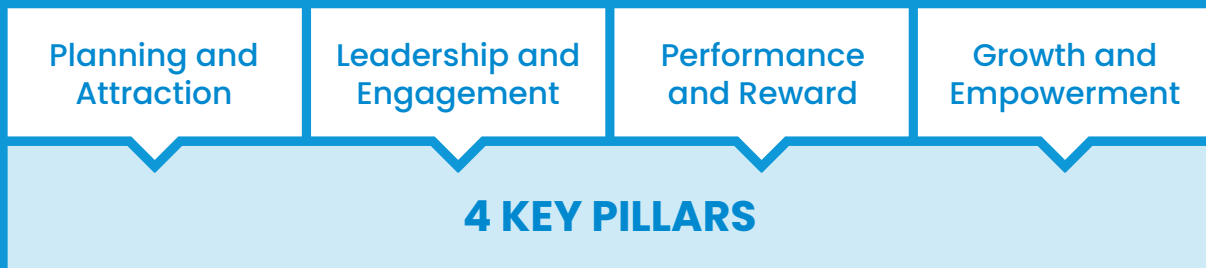 Planning and
Attraction
Leadership and
Engagement
Performance
and Reward
Growth and
Empowerment
4 KEY PILLARS